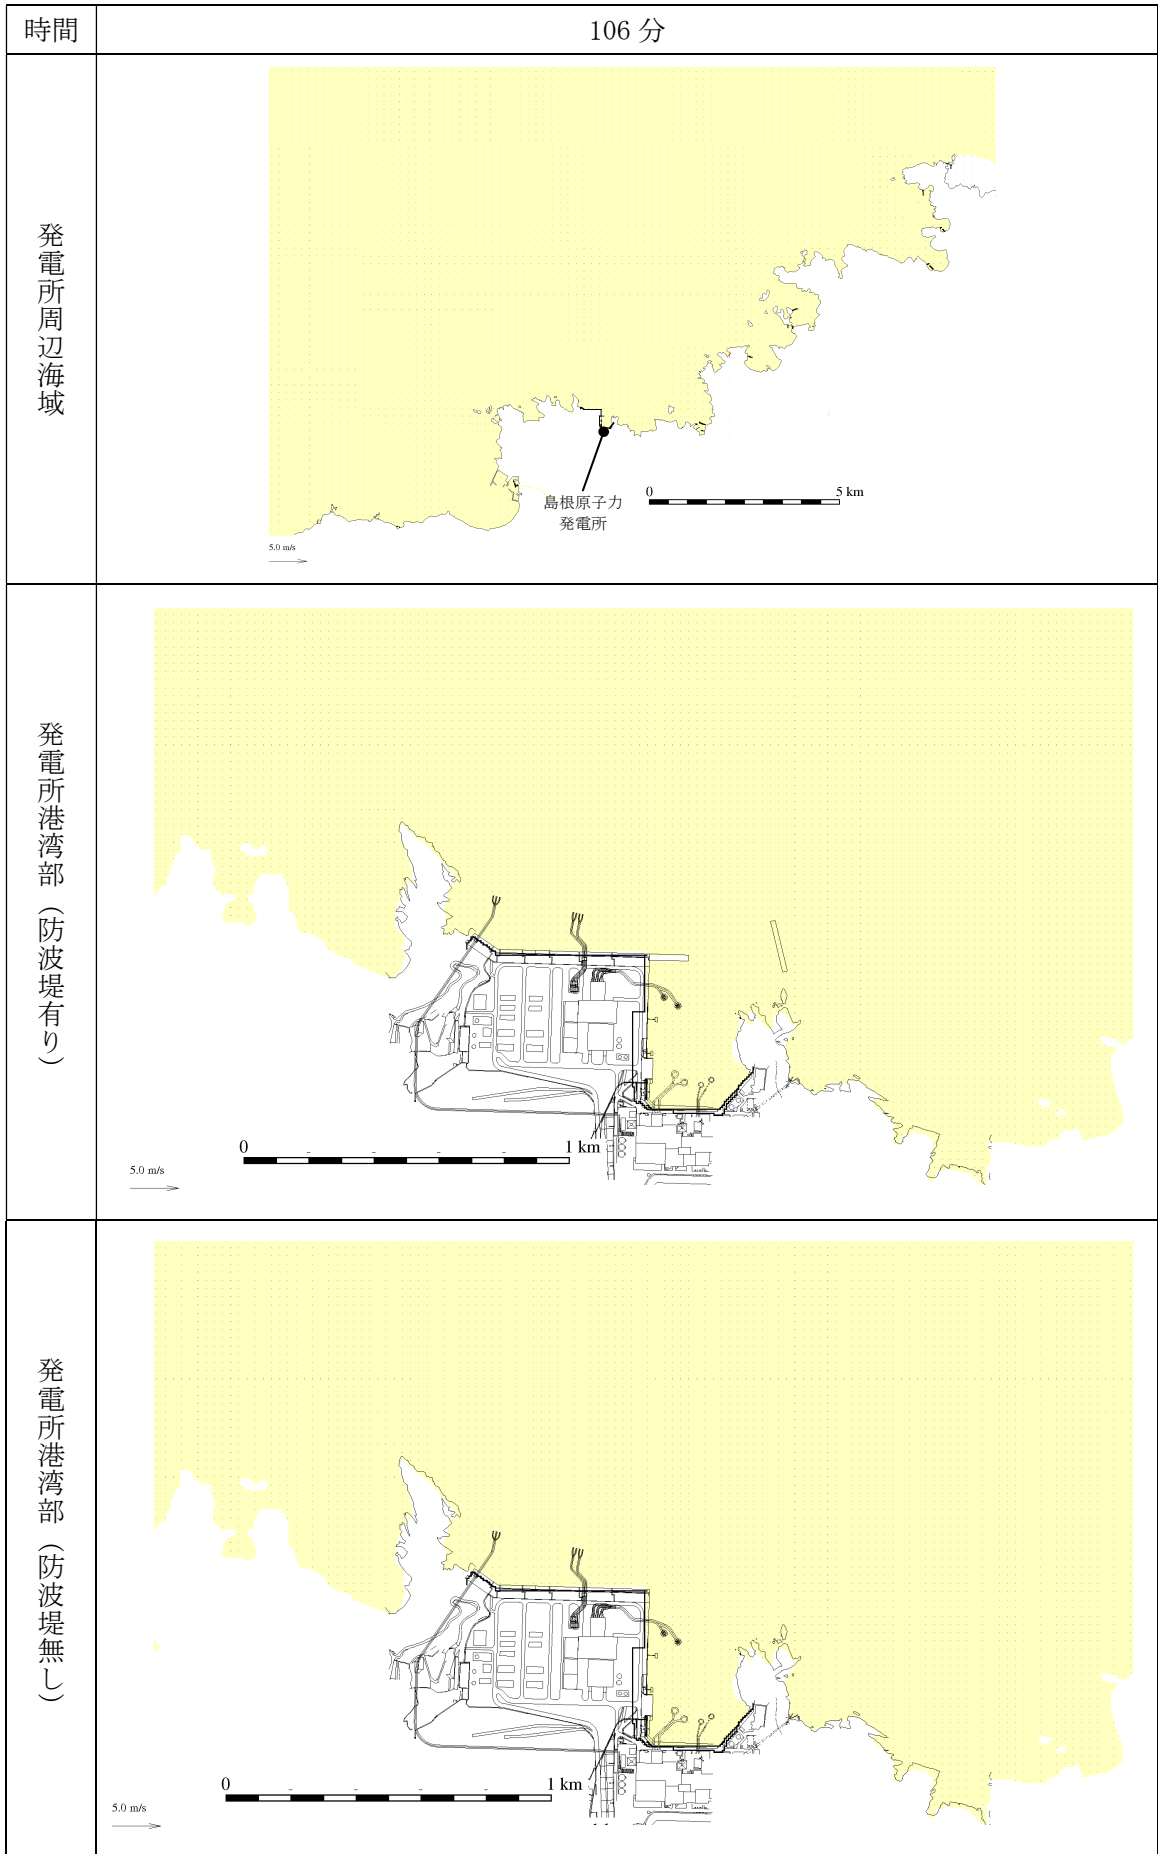 時間
106 分
発電所周辺海域
島根原子力
発電所
0
5 km
5.0 m/s
発電所港湾部（防波堤有り）
0
1 km
5.0 m/s
発電所港湾部（防波堤無し）
0
1 km
5.0 m/s